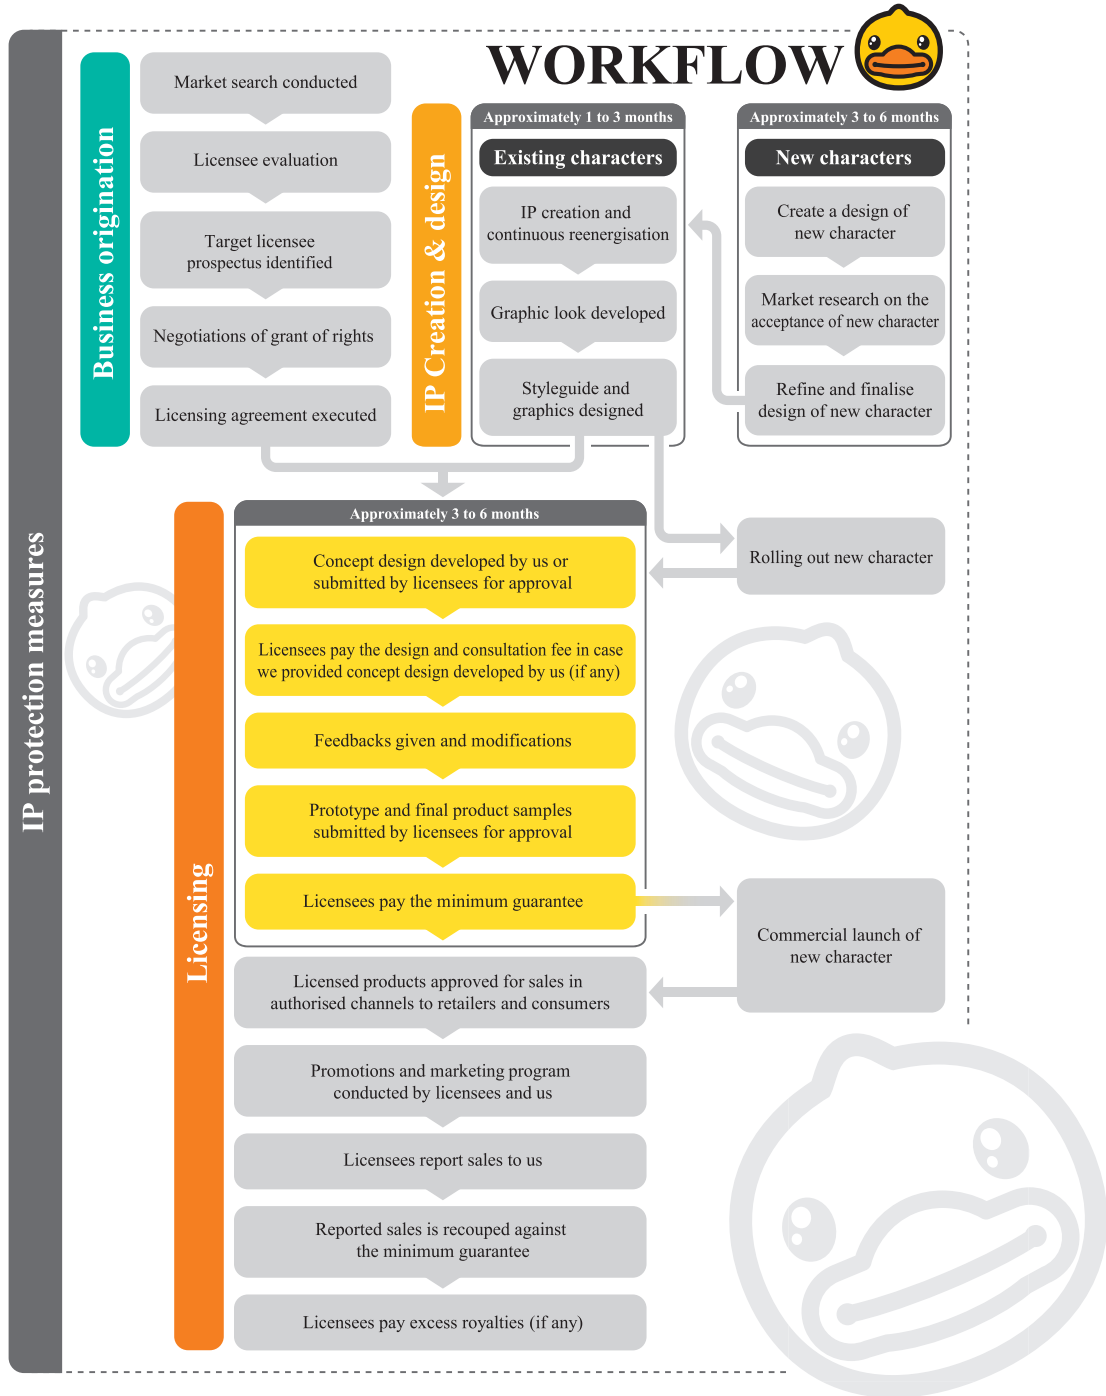 WORKFLOW
IP protection measures
Business origination
Market search conducted
Licensee evaluation
Target licensee
prospectus identified
Negotiations of grant of rights
Licensing agreement executed
IP Creation & design
Approximately 1 to 3 months
Existing characters
IP creation and
continuous reenergisation
Graphic look developed
Styleguide and
graphics designed
Approximately 3 to 6 months
New characters
Create a design of
new character
Market research on the
acceptance of new character
Refine and finalise
design of new character
Licensing
Approximately 3 to 6 months
Concept design developed by us or
submitted by licensees for approval
Rolling out new character
Licensees pay the design and consultation fee in case
we provided concept design developed by us (if any)
Feedbacks given and modifications
Prototype and final product samples
submitted by licensees for approval
Licensees pay the minimum guarantee
Commercial launch of
new character
Licensed products approved for sales in
authorised channels to retailers and consumers
Promotions and marketing program
conducted by licensees and us
Licensees report sales to us
Reported sales is recouped against
the minimum guarantee
Licensees pay excess royalties (if any)